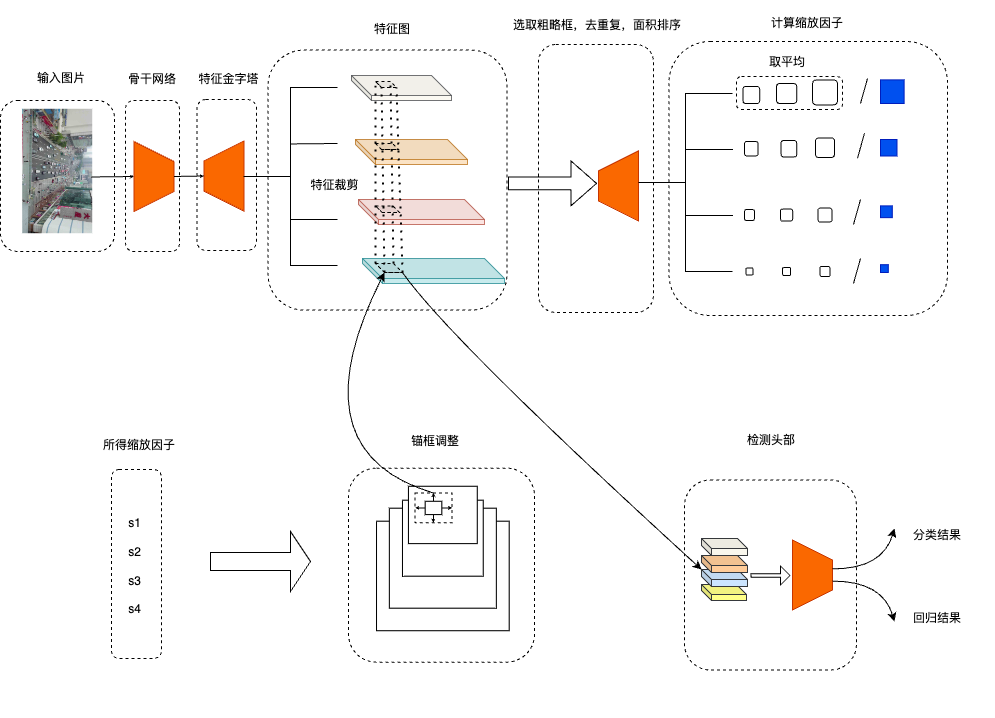 输入图片
骨干网络
特征金字塔
特征图
选取粗略框，去重复，面积排序
计算缩放因子
取平均
特征裁剪
所得缩放因子
s1
s2
s3
s4
锚框调整
检测头部
分类结果
回归结果